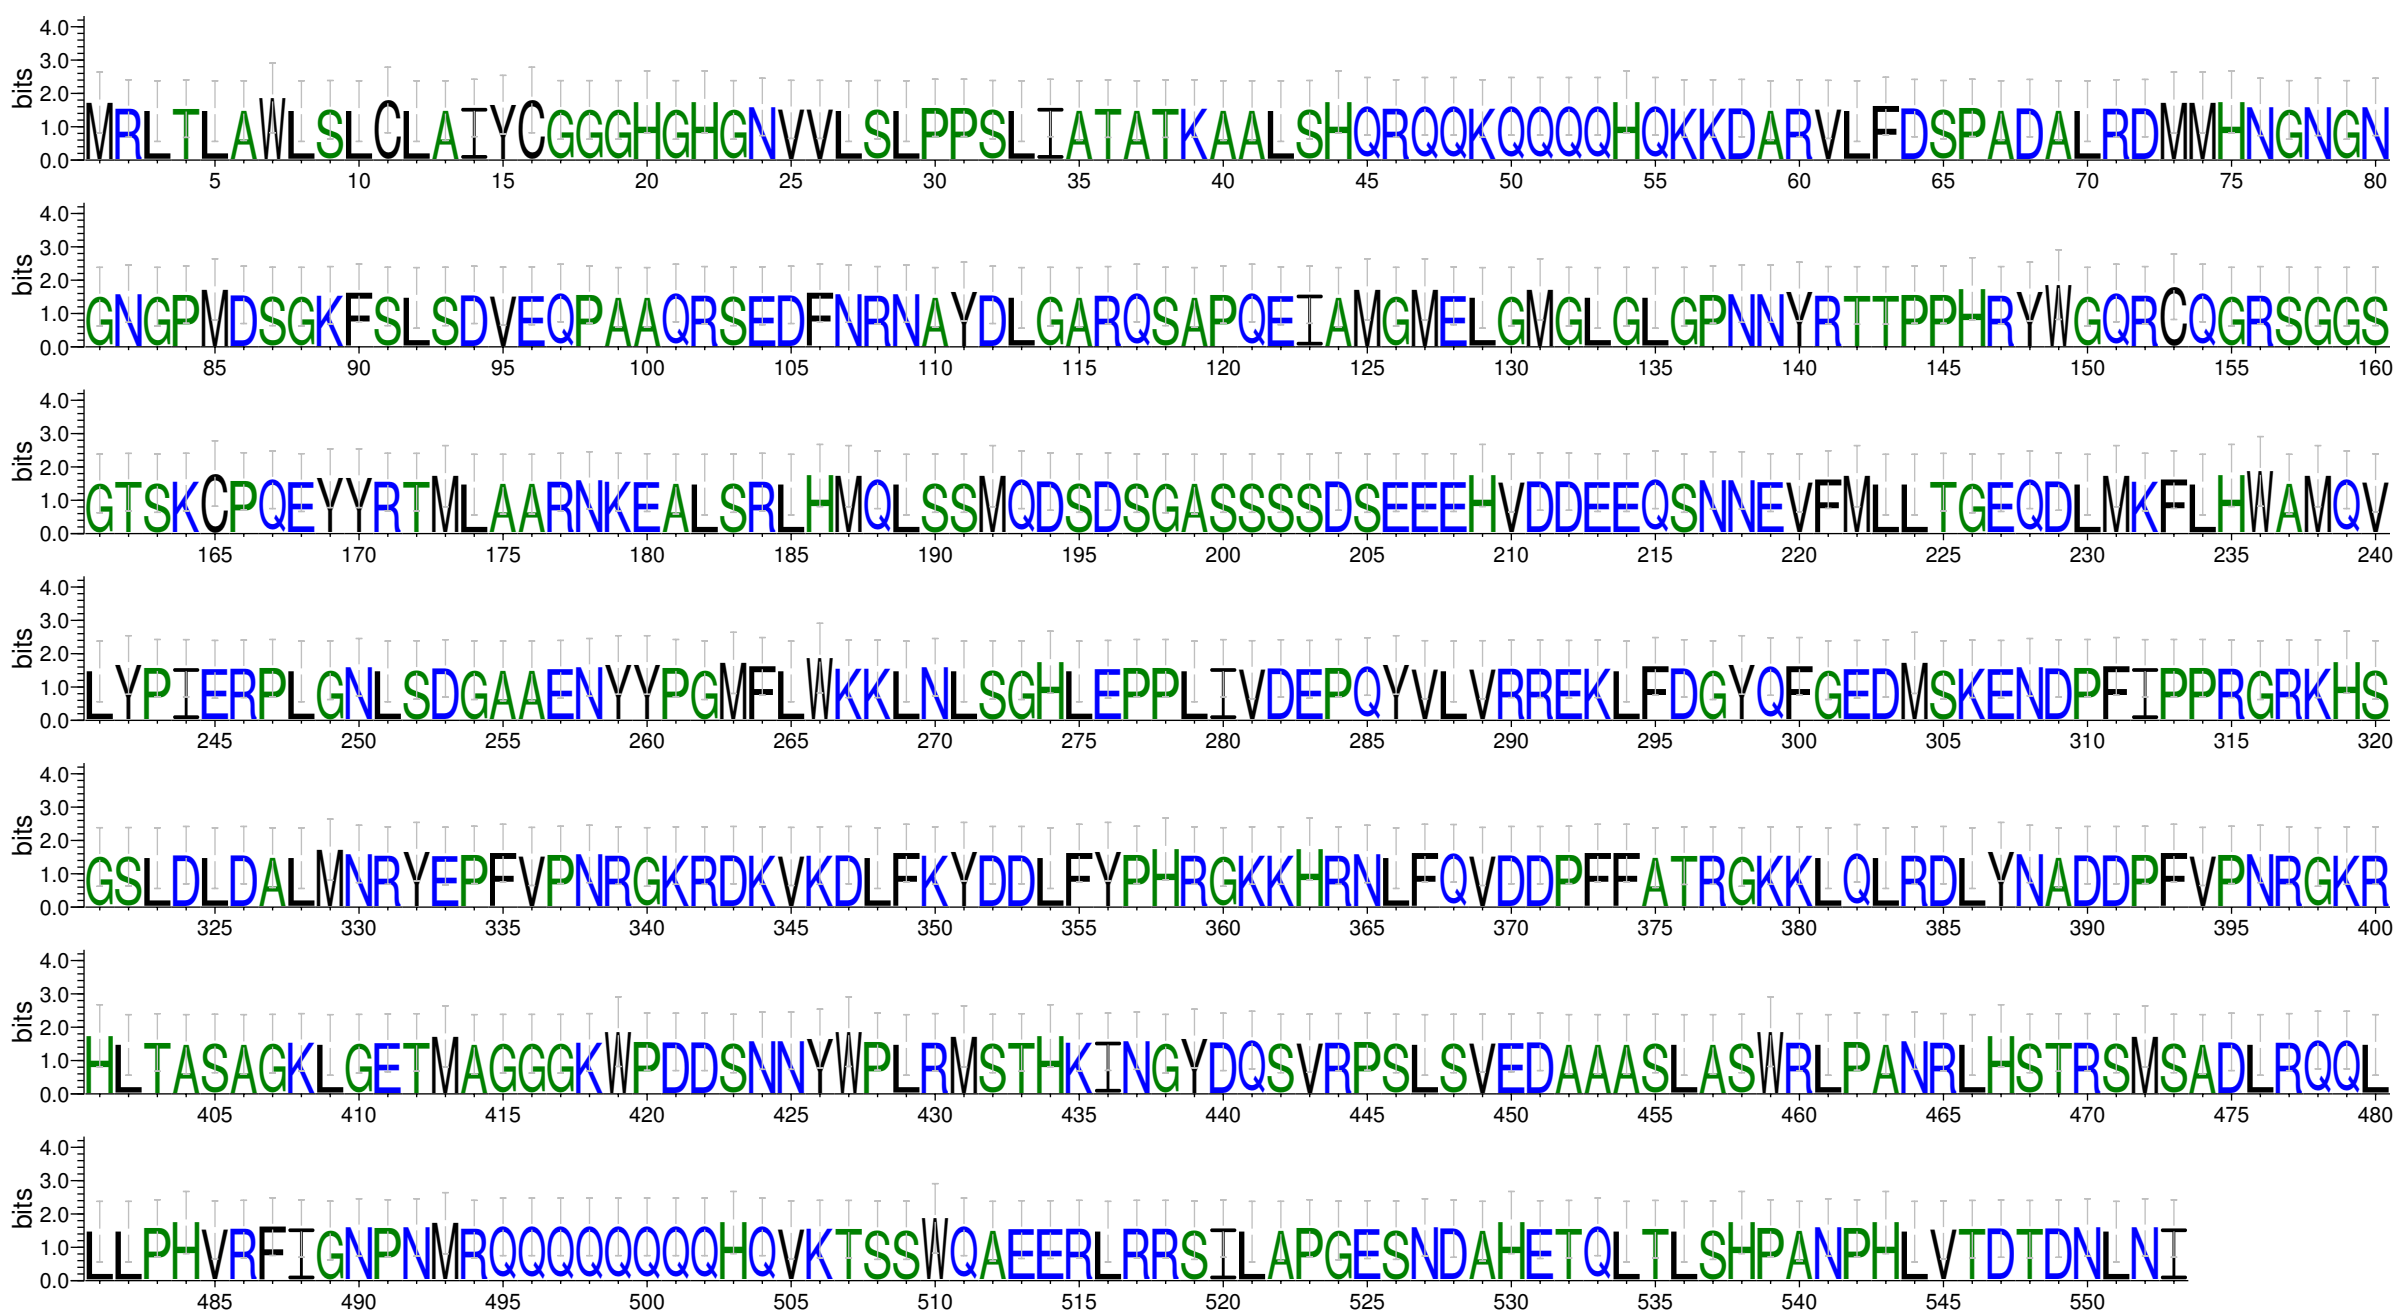 4.0
3.0
2.0
1.0
0.0
bits
MRLTLAWLSLCLAIYCGGGHGHGNVVLSLPPSLIATATKAALSHQRQQKQQQQHQKKDARVLFDSPADALRDMMHNGNGN
5 10 15 20 25 30 35 40 45 50 55 60 65 70 75 80
4.0
3.0
2.0
1.0
0.0
bits
GNGPMDSGKFSLSDVEQPAAQRSEDFNRNAYDLGARQSAPQEIAMGMELGMGLGLGPNNYRTTPPHRYWGQRCQGRSGGS
85 90 95 100 105 110 115 120 125 130 135 140 145 150 155 160
4.0
3.0
2.0
1.0
0.0
bits
GTSKCPQEYYRTMLAARNKEALSRLHMQLSSMQDSDSGASSSSDSEEEHVDDEEQSNNEVFMLLTGEQDLMKFLHWAMQV
165 170 175 180 185 190 195 200 205 210 215 220 225 230 235 240
4.0
3.0
2.0
1.0
0.0
bits
LYPIERPLGNLSDGAAENYYPGMFLWKKLNLSGHLEPPLIVDEPQYVLVRREKLFDGYQFGEDMSKENDPFIPPRGRKHS
245 250 255 260 265 270 275 280 285 290 295 300 305 310 315 320
4.0
3.0
2.0
1.0
0.0
bits
GSLDLDALMNRYEPFVPNRGKRDKVKDLFKYDDLFYPHRGKKHRNLFQVDDPFFATRGKKLQLRDLYNADDPFVPNRGKR
325 330 335 340 345 350 355 360 365 370 375 380 385 390 395 400
4.0
3.0
2.0
1.0
0.0
bits
HLTASAGKLGETMAGGGKWPDDSNNYWPLRMSTHKINGYDQSVRPSLSVEDAAASLASWRLPANRLHSTRSMSADLRQQL
405 410 415 420 425 430 435 440 445 450 455 460 465 470 475 480
4.0
3.0
2.0
1.0
0.0
bits
LLPHVRFIGNPNMRQQQQQQQQHQVKTSSWQAEERLRRSILAPGESNDAHETQLTLSHPANPHLVTDTDNLNI
485 490 495 500 505 510 515 520 525 530 535 540 545 550